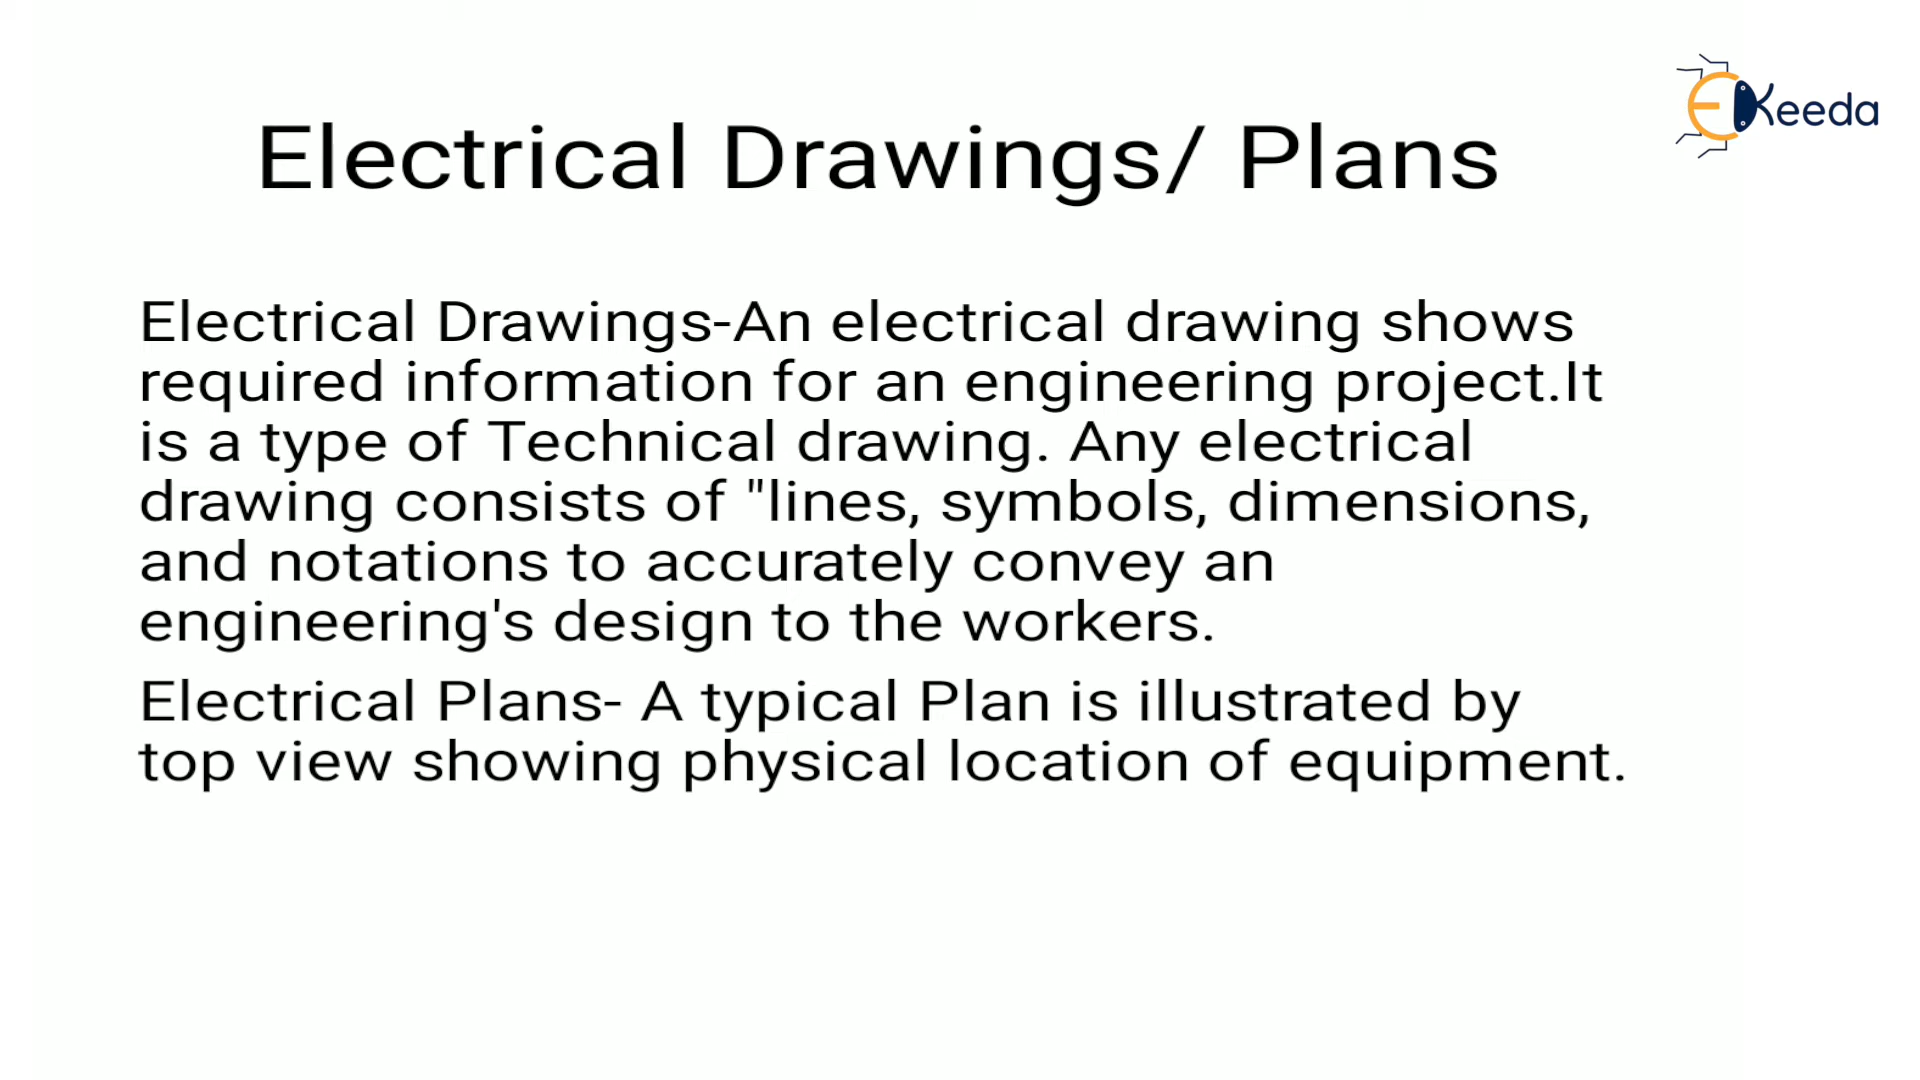 EKeeda
Electrical Drawings/ Plans
Electrical Drawings-An electrical drawing shows
required information for an engineering project.It
is a type of Technical drawing. Any electrical
drawing consists of "lines, symbols, dimensions,
and notations to accurately convey an
engineering's design to the workers.
Electrical Plans- A typical Plan is illustrated by
top view showing physical location of equipment.